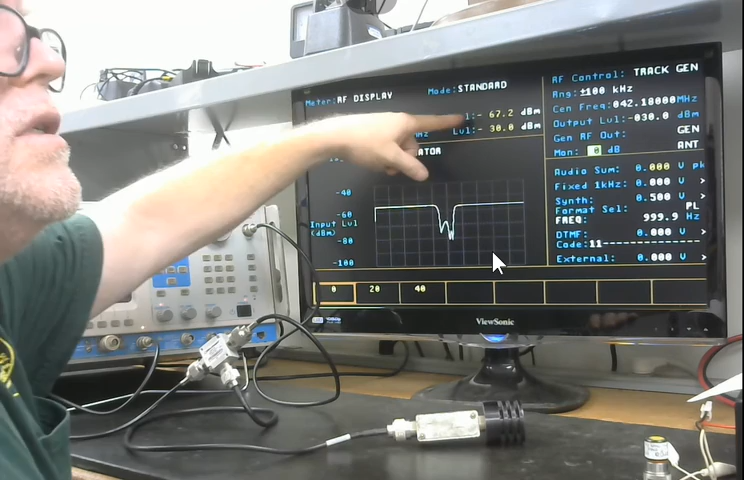 Meter:RF DISPLAY
Mode:STANDARD
l:- 67.2 dBm
MHz
Lvl:- 30.0 dBm
ATOR
-40
-60
Input Lvl
(dBm)
-80
-100
0 20 40
RF Control: TRACK GEN
Rng:±100 kHz
Cen Freq:042.18000MHz
Output Lvl:-030.0 dBm
Gen RF Out: GEN
Mon: 0 dB ANT
Audio Sum: 0.000 V pk
Fixed 1kHz: 0.000 V >
Synth: 0.500 V >
Format Sel: PL
FREQ: 999.9 Hz
DTMF: 0.000 V >
Code:11--------------
External: 0.000 V >
ViewSonic